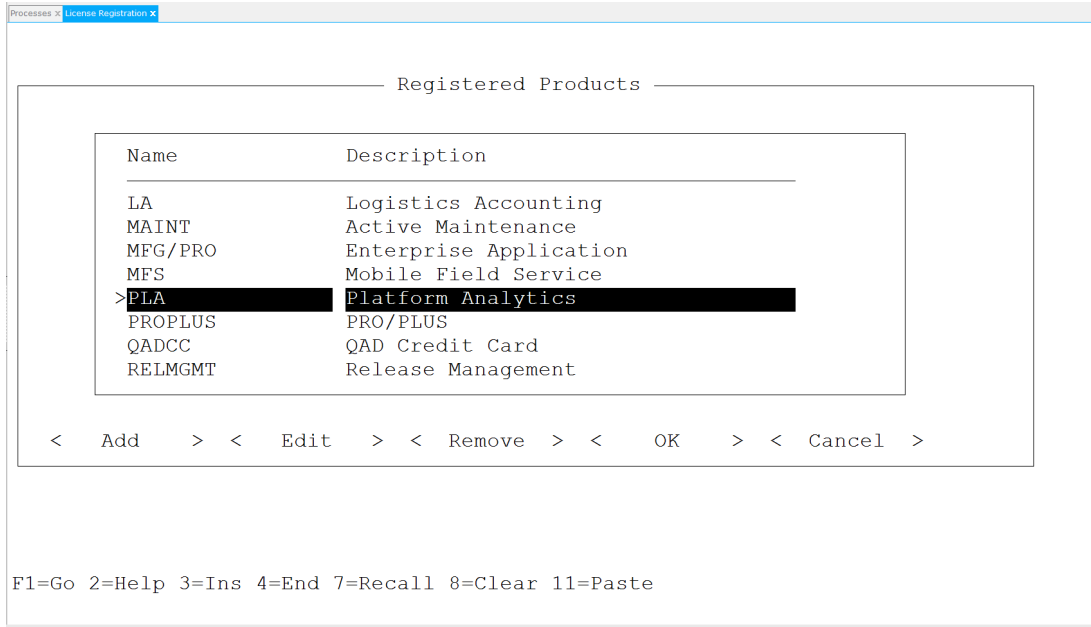 Processes x License Registration x
Registered Products
Name Description
LA Logistics Accounting
MAINT Active Maintenance
MFG/PRO Enterprise Application
MFS Mobile Field Service
>PLA Platform Analytics
PROPLUS PRO/PLUS
QADCC QAD Credit Card
RELMGMT Release Management
< Add > < Edit > < Remove > < OK > < Cancel >
F1=Go 2=Help 3=Ins 4=End 7=Recall 8=Clear 11=Paste